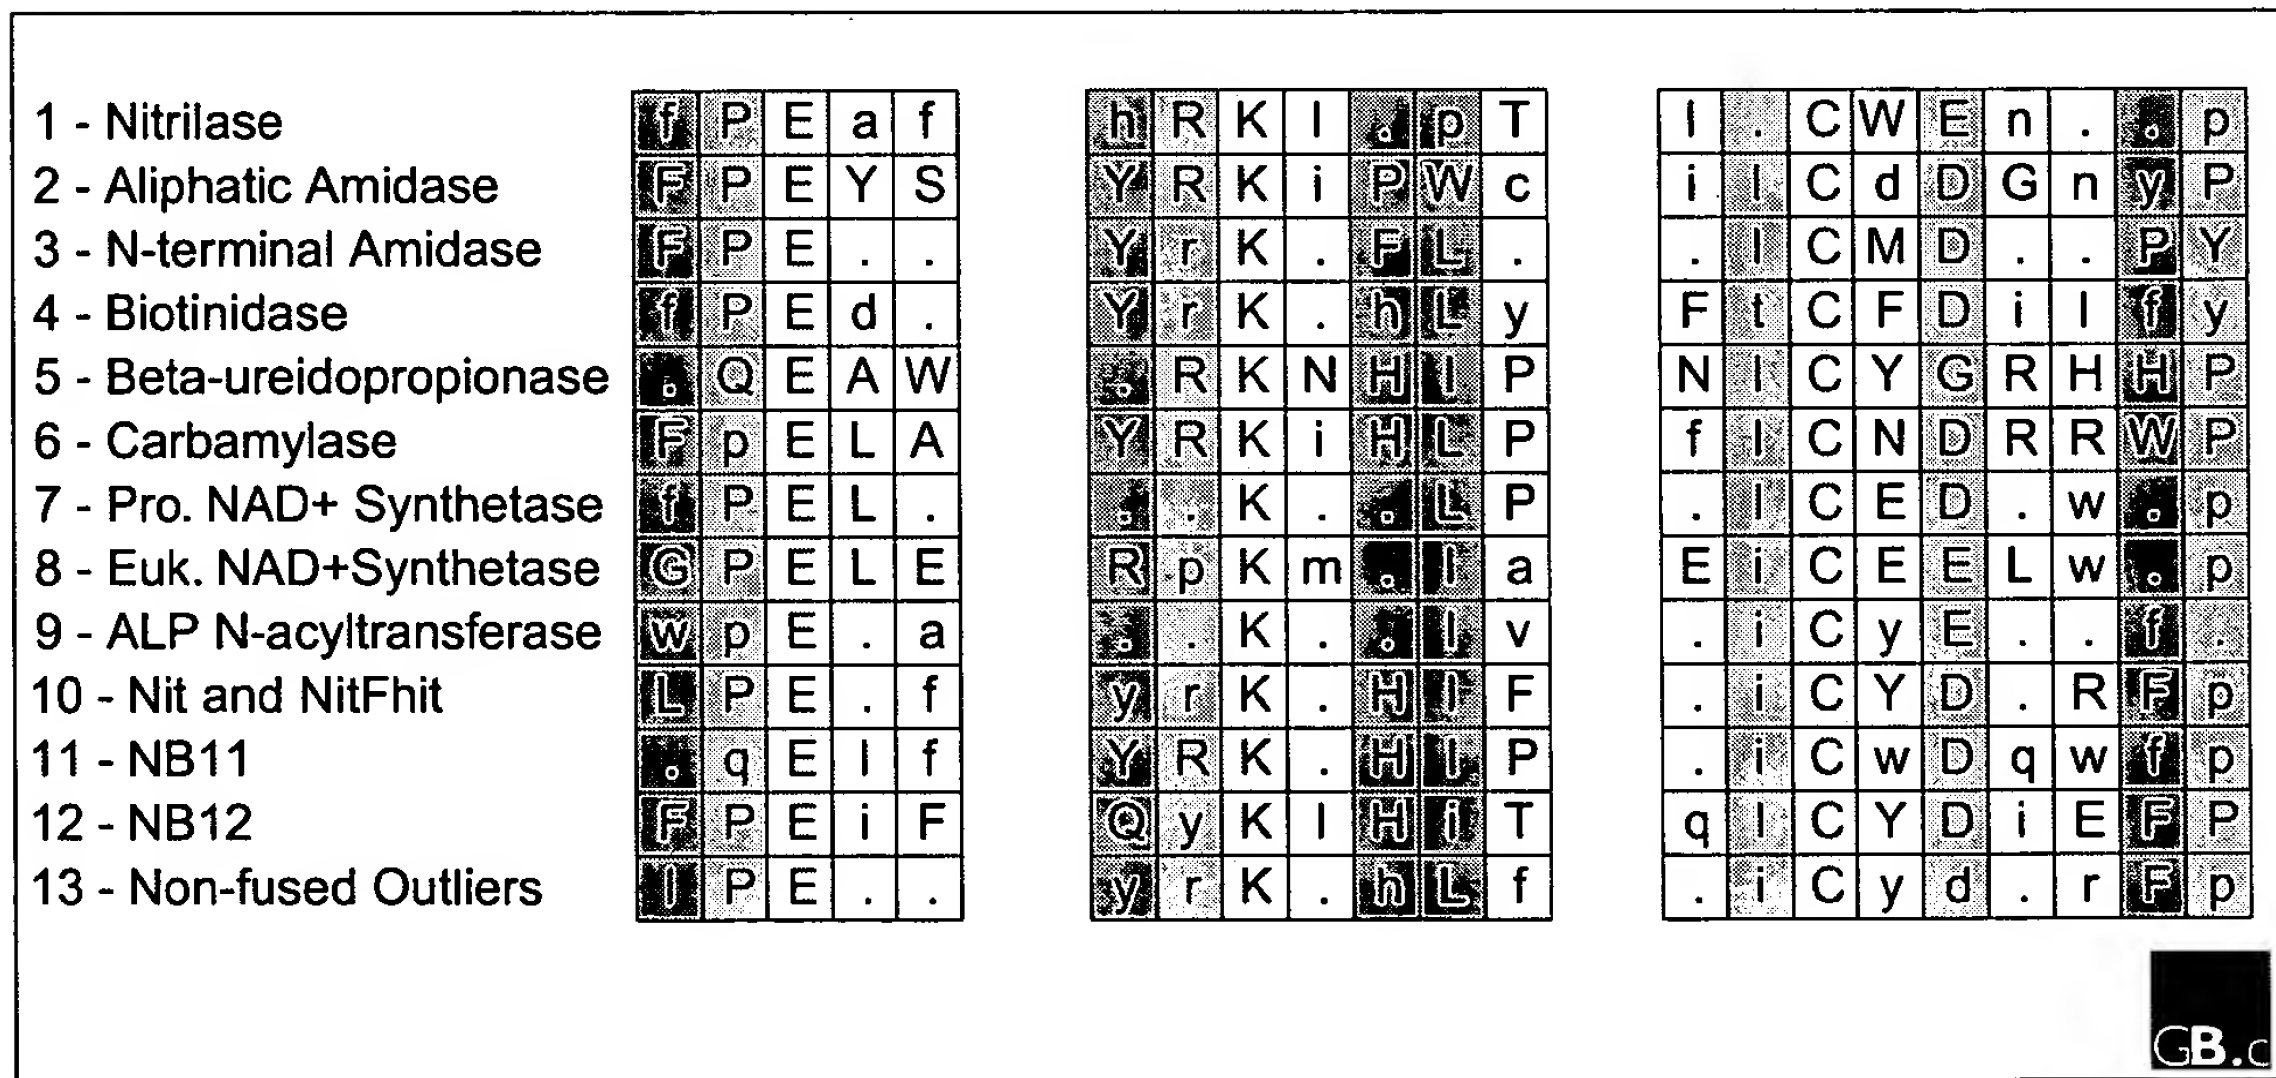 1 - Nitrilase f P E a f h R K l . p T l . C W E n . . p
2 - Aliphatic Amidase F P E Y S Y R K i P W c i I C d D G n y P
3 - N-terminal Amidase F P E . . Y r K . F L . . I C M D . . P Y
4 - Biotinidase f P E d . Y r K . h L y F t C F D i l f y
5 - Beta-ureidopropionase . Q E A W . R K N H I P N I C Y G R H H P
6 - Carbamylase F p E L A Y R K i H L P f I C N D R R W P
7 - Pro. NAD+ Synthetase f P E L . . . K . . L P . I C E D . w . p
8 - Euk. NAD+Synthetase G P E L E R p K m . l a E i C E E L w . p
9 - ALP N-acyltransferase w p E . a . . K . . l v . i C y E . . f .
10 - Nit and NitFhit L P E . f y r K . H I F . i C Y D . R F p
11 - NB11 . q E l f Y R K . H L P . i C w D q w f p
12 - NB12 F P E i F Q y K I H i T q I C Y D i E F P
13 - Non-fused Outliers l P E . . y r K . h L f . i C y d . r F p
GB.c